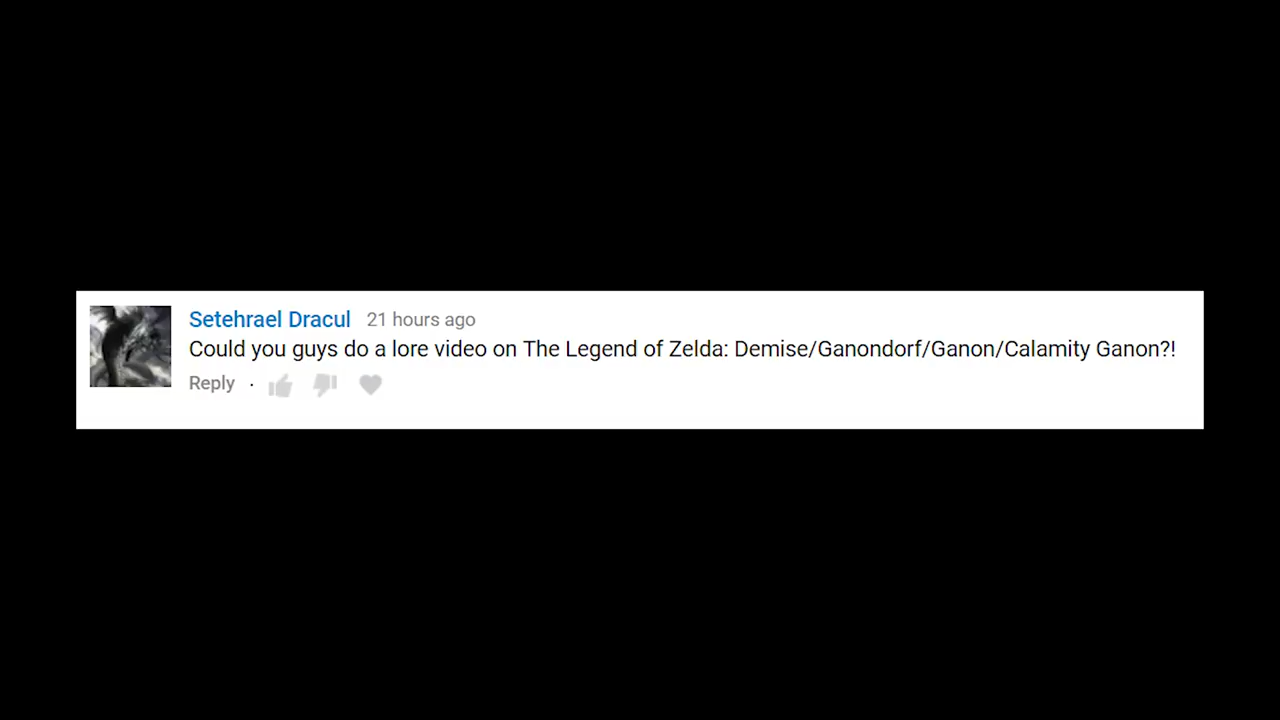 Setehrael Dracul 21 hours ago
Could you guys do a lore video on The Legend of Zelda: Demise/Ganondorf/Ganon/Calamity Ganon?!
Reply ·